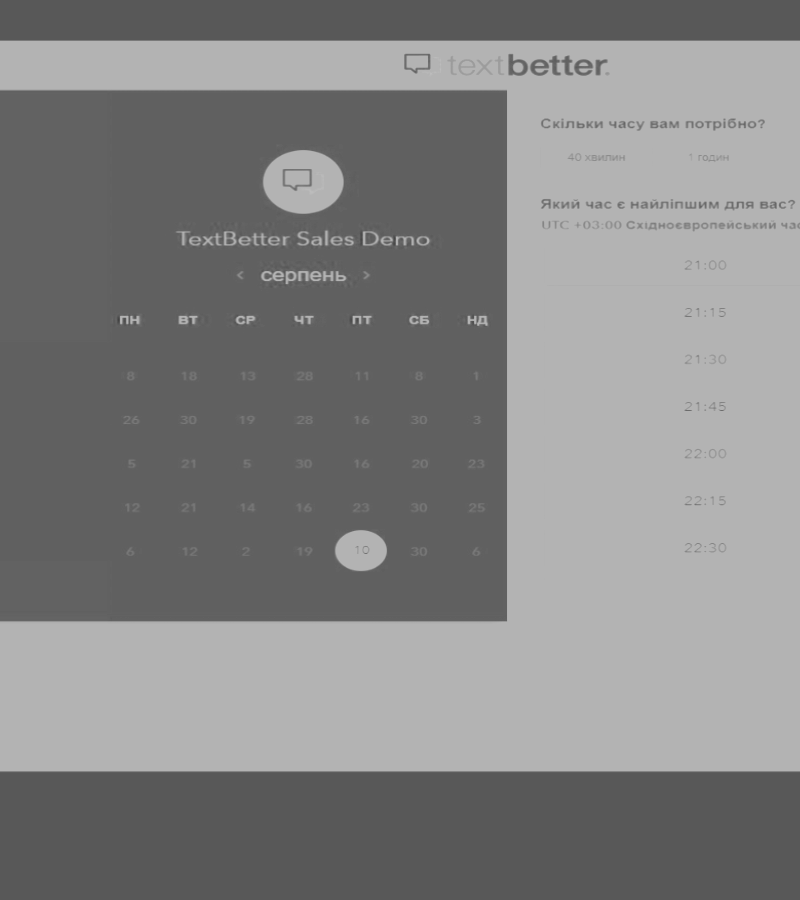 textbetter.
TextBetter Sales Demo
‹ серпень ›
ПН ВТ СР ЧТ ПТ СБ НД
8 18 13 28 11 8 1
26 30 19 28 16 30 3
5 21 5 30 16 20 23
12 21 14 16 23 30 25
6 12 2 19 10 30 6
Скільки часу вам потрібно?
40 хвилин 1 годин
Який час є найліпшим для вас?
UTC +03:00 Східноєвропейський час
21:00
21:15
21:30
21:45
22:00
22:15
22:30